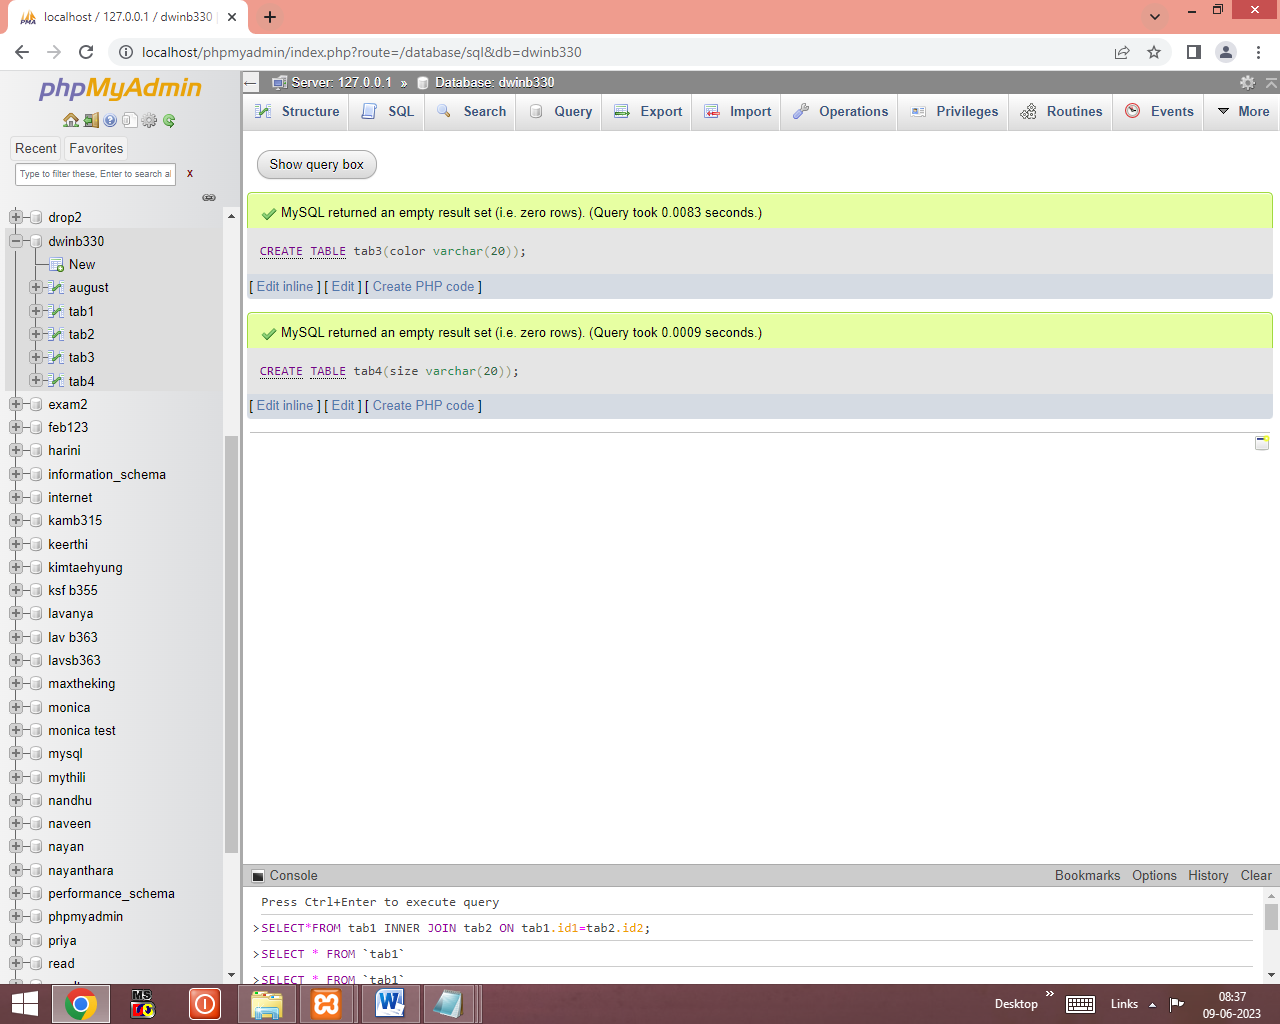 localhost / 127.0.0.1 / dwinb330
localhost/phpmyadmin/index.php?route=/database/sql&db=dwinb330
phpMyAdmin
Server: 127.0.0.1 » Database: dwinb330
Structure SQL Search Query Export Import Operations Privileges Routines Events More
Recent Favorites
Type to filter these, Enter to search al X
drop2
dwinb330
New
august
tab1
tab2
tab3
tab4
exam2
feb123
harini
information_schema
internet
kamb315
keerthi
kimtaehyung
ksf b355
lavanya
lav b363
lavsb363
maxtheking
monica
monica test
mysql
mythili
nandhu
naveen
nayan
nayanthara
performance_schema
phpmyadmin
priya
read
Show query box
MySQL returned an empty result set (i.e. zero rows). (Query took 0.0083 seconds.)
CREATE TABLE tab3(color varchar(20));
[ Edit inline ] [ Edit ] [ Create PHP code ]
MySQL returned an empty result set (i.e. zero rows). (Query took 0.0009 seconds.)
CREATE TABLE tab4(size varchar(20));
[ Edit inline ] [ Edit ] [ Create PHP code ]
Console Bookmarks Options History Clear
Press Ctrl+Enter to execute query
>SELECT*FROM tab1 INNER JOIN tab2 ON tab1.id1=tab2.id2;
>SELECT * FROM `tab1`
>SELECT * FROM `tab1`
Desktop » Links 08:37
09-06-2023